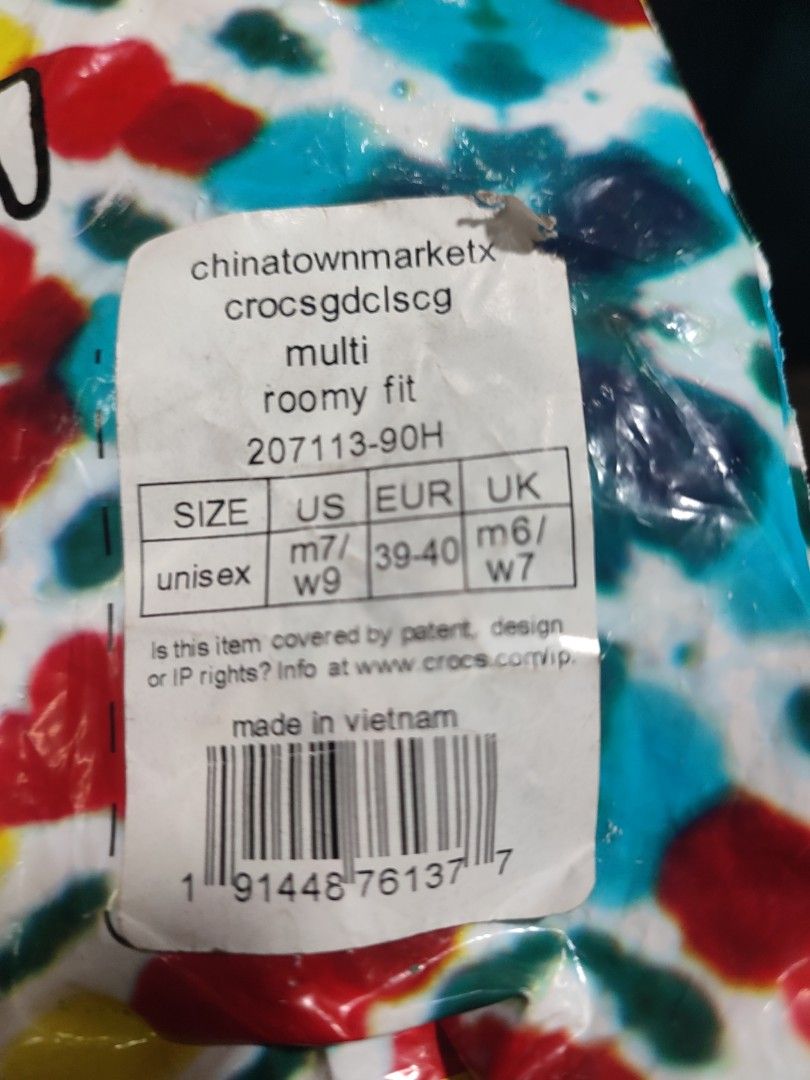 chinatownmarketx
crocsgdclscg
multi
roomy fit
207113-90H
SIZE US EUR UK
unisex m7/ w9 39-40 m6/ w7
Is this item covered by patent, design
or IP rights? Info at www.crocs.com/ip.
made in vietnam
1 91448 76137 7